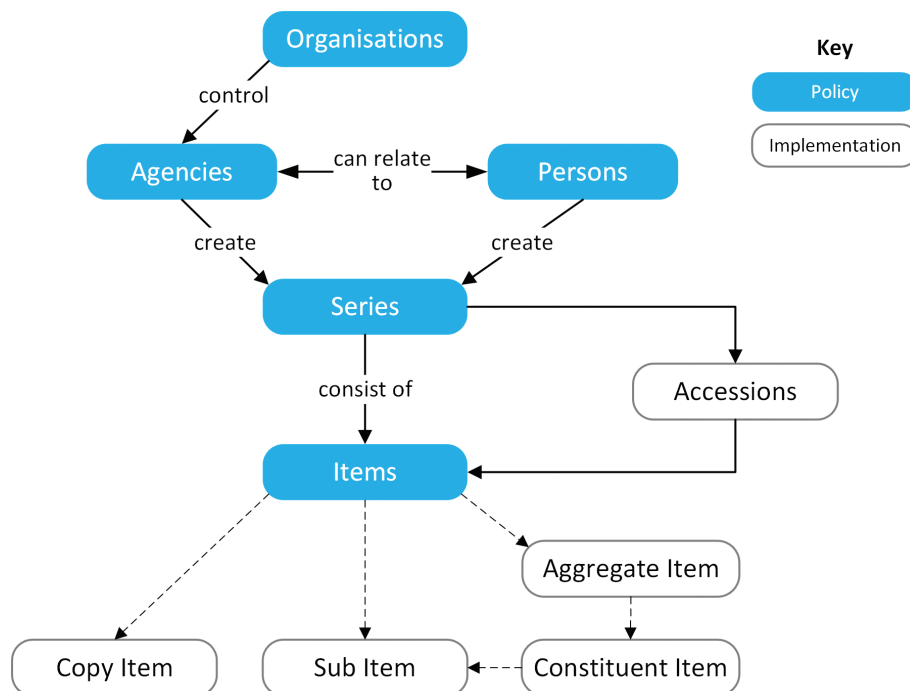 Organisations
Key
control
Policy
Implementation
Agencies
can relate
to
Persons
create
create
Series
consist of
Accessions
Items
Aggregate Item
Copy Item
Sub Item
Constituent Item